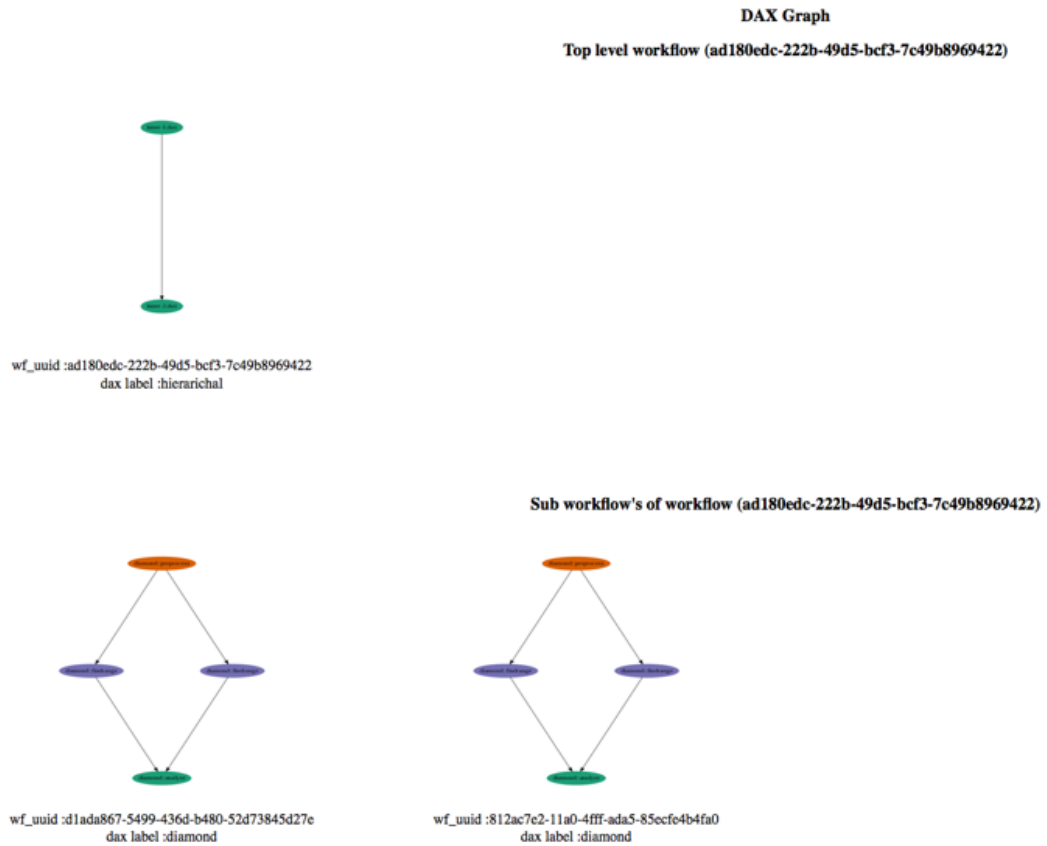 DAX Graph
Top level workflow (ad180edc-222b-49d5-bcf3-7c49b8969422)
wf_uuid :ad180edc-222b-49d5-bcf3-7c49b8969422
dax label :hierarichal
Sub workflow's of workflow (ad180edc-222b-49d5-bcf3-7c49b8969422)
wf_uuid :d1ada867-5499-436d-b480-52d73845d27e
dax label :diamond
wf_uuid :812ac7e2-11a0-4fff-ada5-85ecfe4b4fa0
dax label :diamond